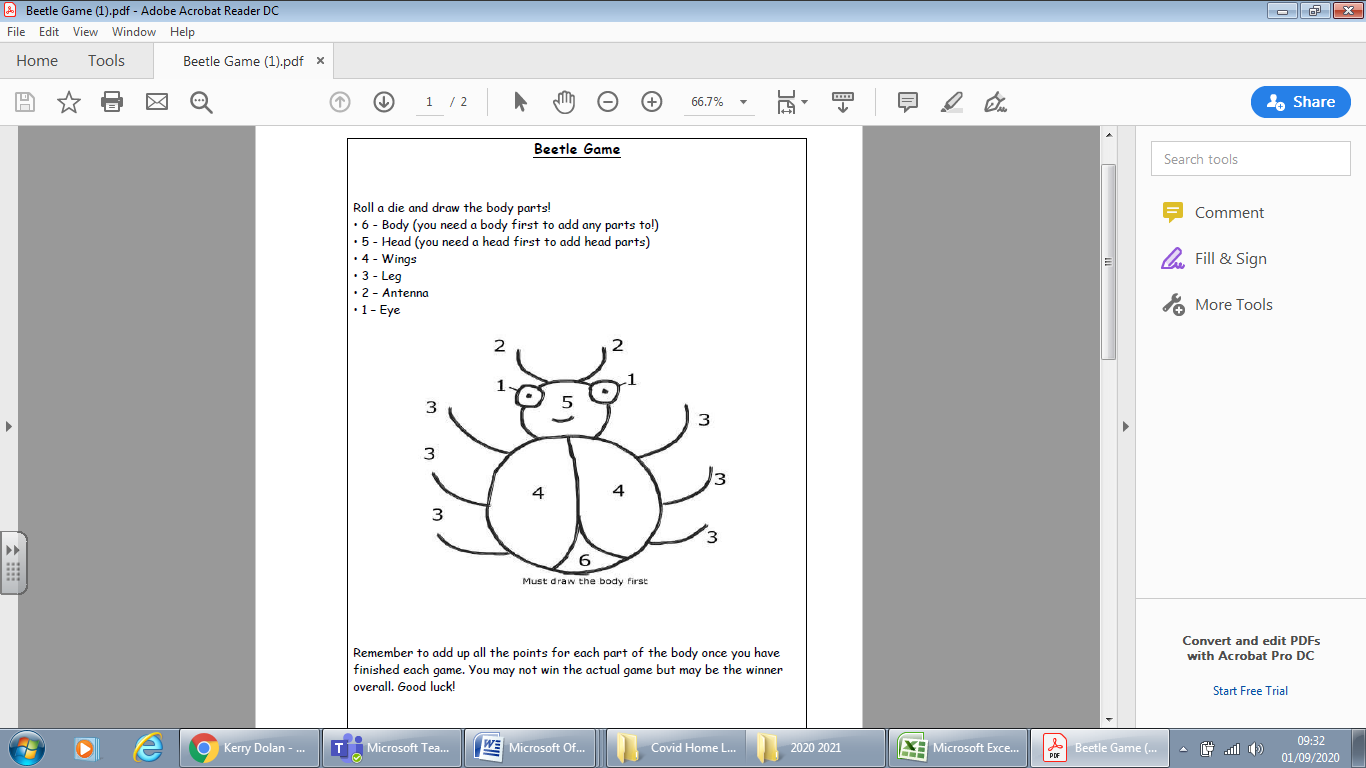 Beetle Game (1).pdf - Adobe Acrobat Reader DC
File Edit View Window Help
Home Tools Beetle Game (1).pdf ×
1 / 2 66.7% Share
Beetle Game
Roll a die and draw the body parts!
• 6 - Body (you need a body first to add any parts to!)
• 5 - Head (you need a head first to add head parts)
• 4 - Wings
• 3 - Leg
• 2 – Antenna
• 1 – Eye
2 2
1 1
5
3 3
3 3
4 4
3 3
6
Must draw the body first
Remember to add up all the points for each part of the body once you have
finished each game. You may not win the actual game but may be the winner
overall. Good luck!
Search tools
Comment
Fill & Sign
More Tools
Convert and edit PDFs
with Acrobat Pro DC
Start Free Trial
Kerry Dolan - ... Microsoft Tea... Microsoft Of... Covid Home L... 2020 2021 Microsoft Exce... Beetle Game (... 09:32
01/09/2020